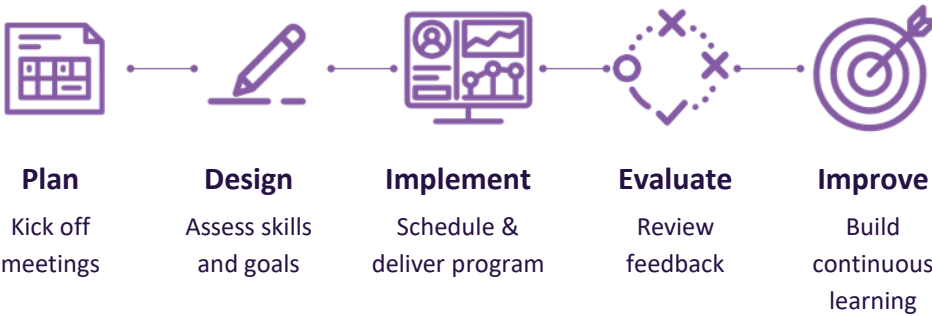 Plan
Kick off
meetings
Design
Assess skills
and goals
Implement
Schedule &
deliver program
Evaluate
Review
feedback
Improve
Build
continuous
learning